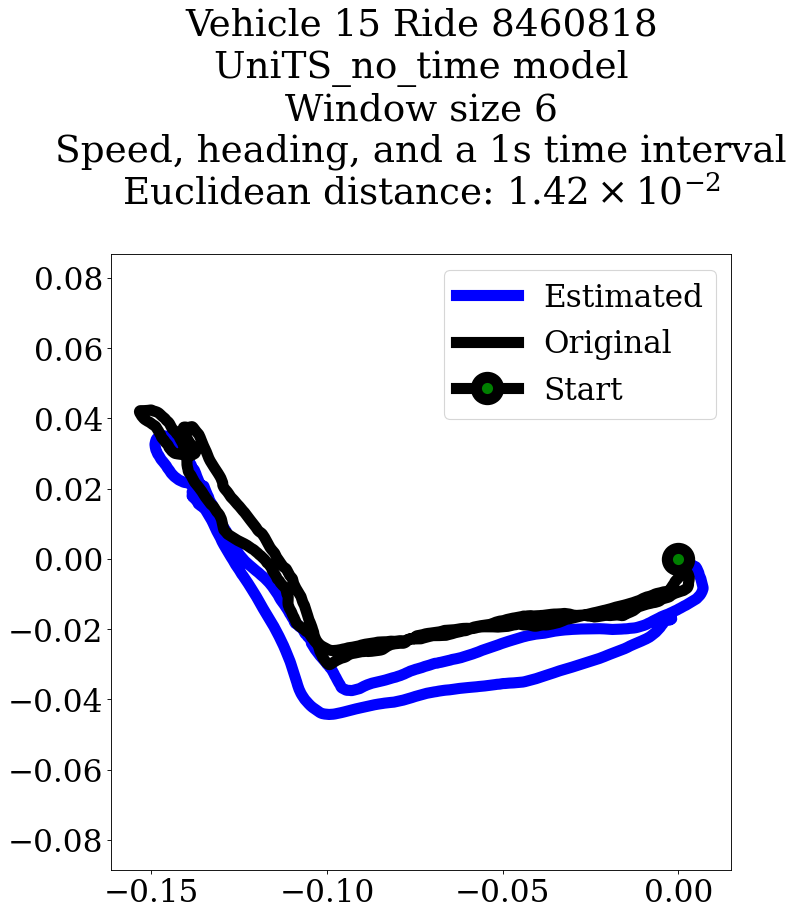 Vehicle 15 Ride 8460818
UniTS_no_time model
Window size 6
Speed, heading, and a 1s time interval
Euclidean distance: 1.42 × 10⁻²
Estimated
Original
Start
0.08
0.06
0.04
0.02
0.00
−0.02
−0.04
−0.06
−0.08
−0.15
−0.10
−0.05
0.00